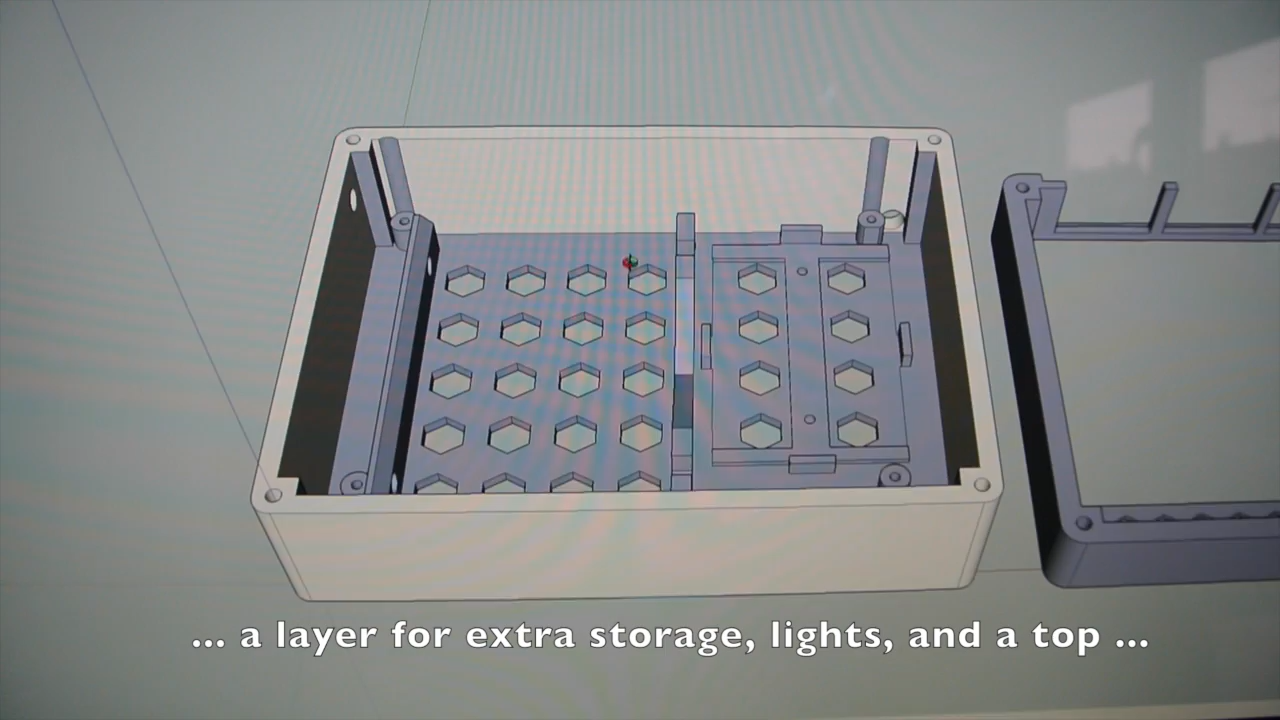 ... a layer for extra storage, lights, and a top ...